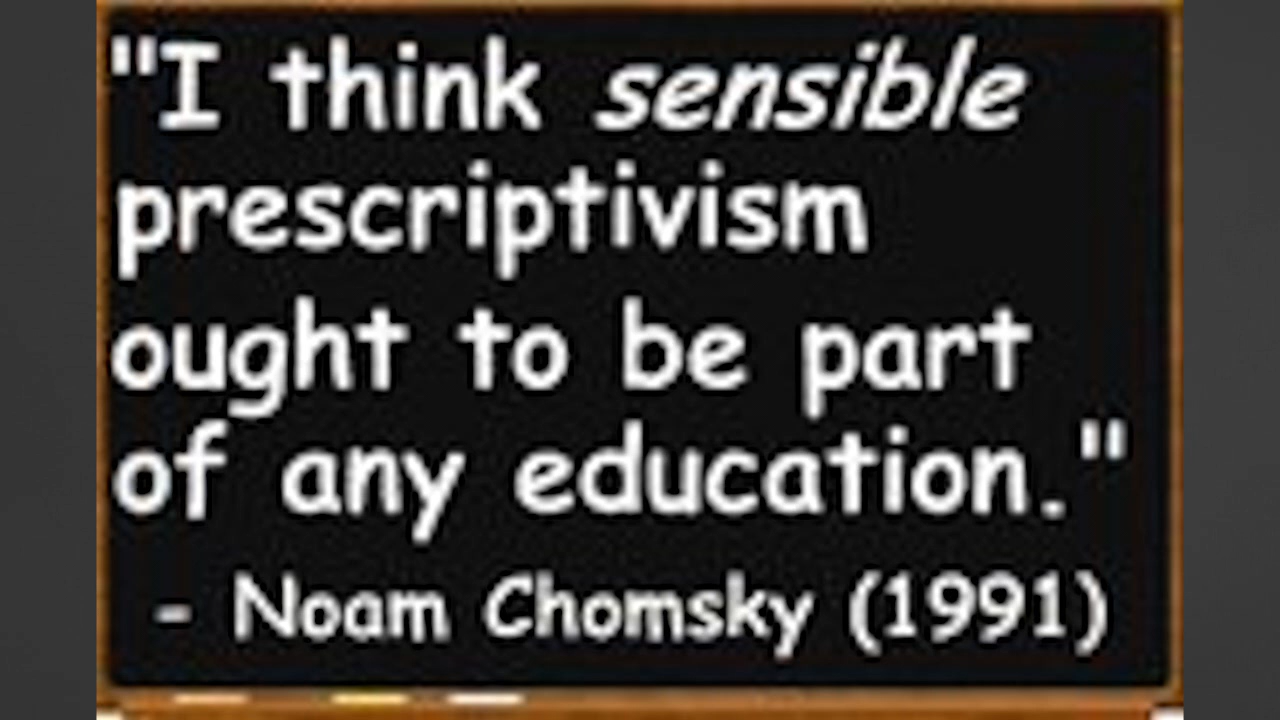 "I think sensible
prescriptivism
ought to be part
of any education."
- Noam Chomsky (1991)